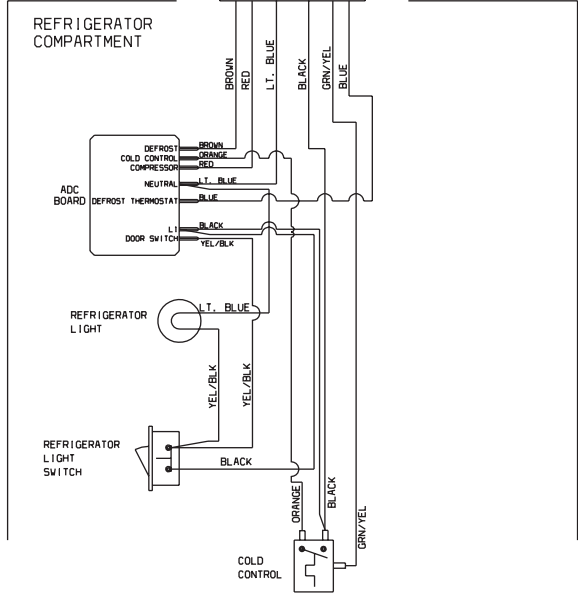 REFRIGERATOR
COMPARTMENT
BROWN
RED
LT. BLUE
BLACK
GRN/YEL
BLUE
DEFROST
BROWN
COLD CONTROL
ORANGE
COMPRESSOR
RED
NEUTRAL
LT. BLUE
ADC
BOARD
DEFROST THERMOSTAT
BLUE
L1
BLACK
DOOR SWITCH
YEL/BLK
REFRIGERATOR
LIGHT
LT. BLUE
YEL/BLK
YEL/BLK
REFRIGERATOR
LIGHT
SWITCH
BLACK
ORANGE
BLACK
GRN/YEL
COLD
CONTROL